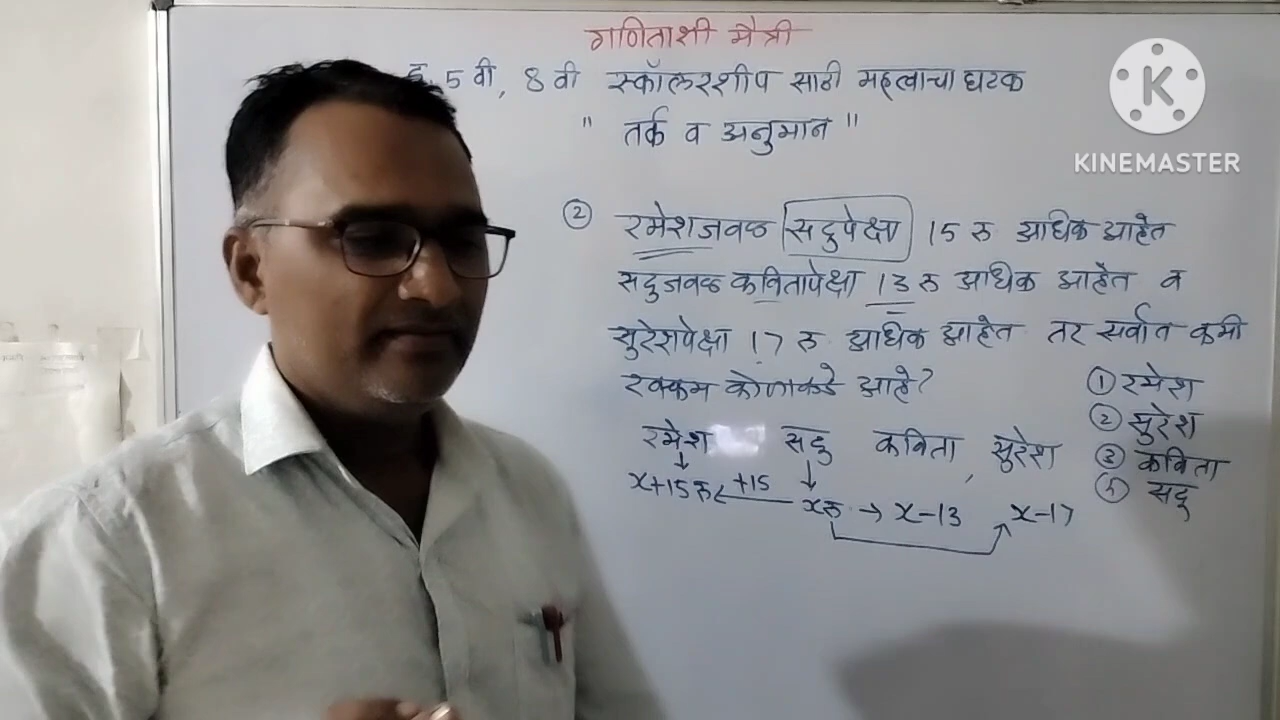 गणिताशी मैत्री
इ. 5 वी, 8 वी स्कॉलरशीप साठी महत्वाचा घटक
" तर्क व अनुमान "
② रमेशजवळ सदुपेक्षा 15 रु अधिक आहेत
सदुजवळ कवितापेक्षा 13 रु अधिक आहेत व
सुरेशपेक्षा 17 रु अधिक आहेत तर सर्वात कमी
रक्कम कोणाकडे आहे?
① रमेश
② सुरेश
③ कविता
④ सदु
रमेश सदु कविता, सुरेश
x+15 रु +15 x रु → x-13 x-17
K
KINEMASTER